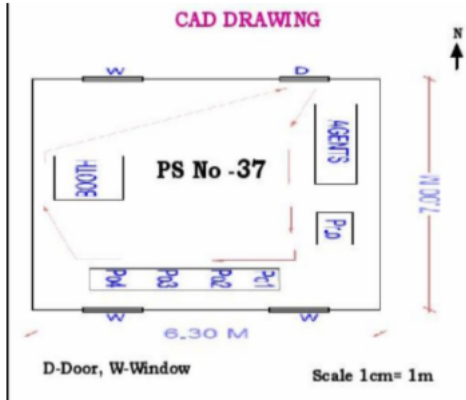 CAD DRAWING
N
W
D
AGENTS
BOOTH
PS No -37
Pro
7.00 M
Po4 Po3 Po2 Po1
W
W
6.30 M
D-Door, W-Window
Scale 1cm= 1m